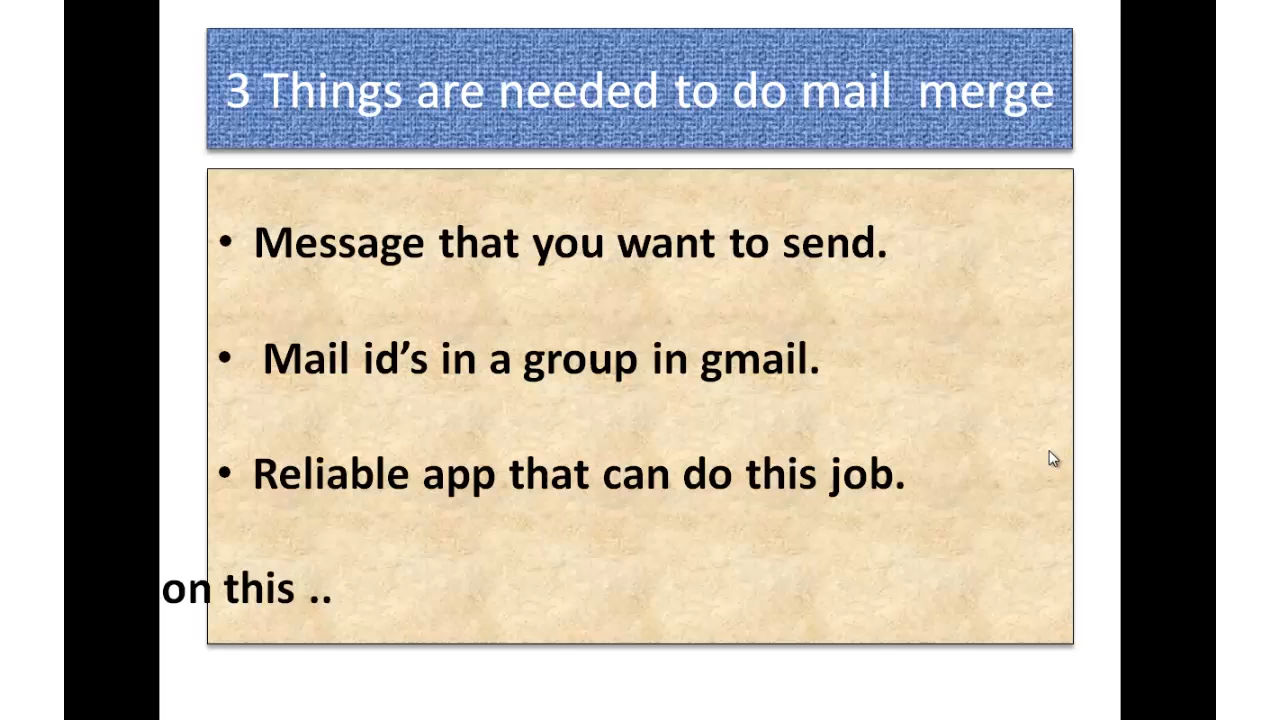 3 Things are needed to do mail  merge
• Message that you want to send.
•  Mail id’s in a group in gmail.
• Reliable app that can do this job.
on this ..